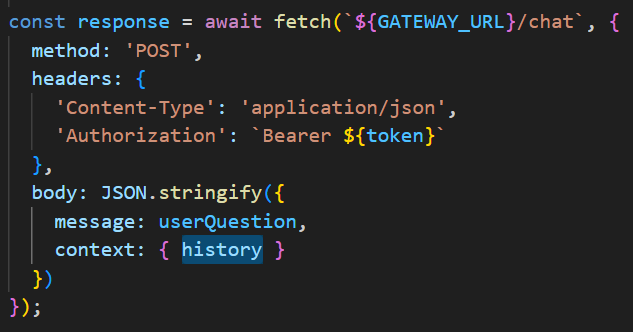 const response = await fetch(`${GATEWAY_URL}/chat`, {
  method: 'POST',
  headers: {
    'Content-Type': 'application/json',
    'Authorization': `Bearer ${token}`
  },
  body: JSON.stringify({
    message: userQuestion,
    context: { history }
  })
});